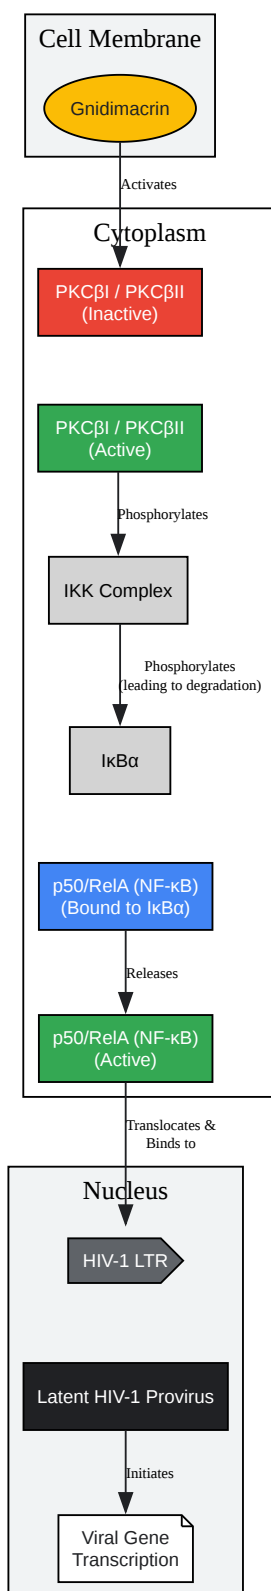 Cell Membrane
Gnidimacrin
Activates
Cytoplasm
PKCβI / PKCβII
(Inactive)
PKCβI / PKCβII
(Active)
Phosphorylates
IKK Complex
Phosphorylates
(leading to degradation)
IκBα
p50/RelA (NF-κB)
(Bound to IκBα)
Releases
p50/RelA (NF-κB)
(Active)
Translocates &
Binds to
Nucleus
HIV-1 LTR
Latent HIV-1 Provirus
Initiates
Viral Gene
Transcription